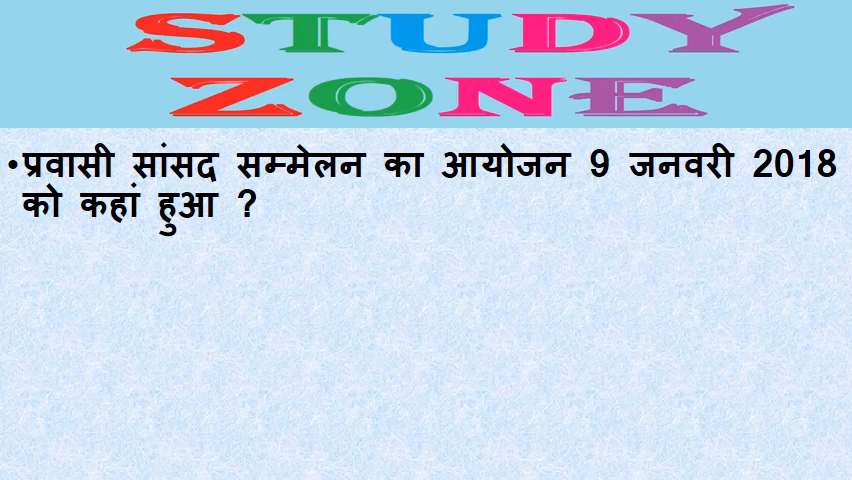 STUDY
ZONE
•प्रवासी सांसद सम्मेलन का आयोजन 9 जनवरी 2018
को कहां हुआ ?